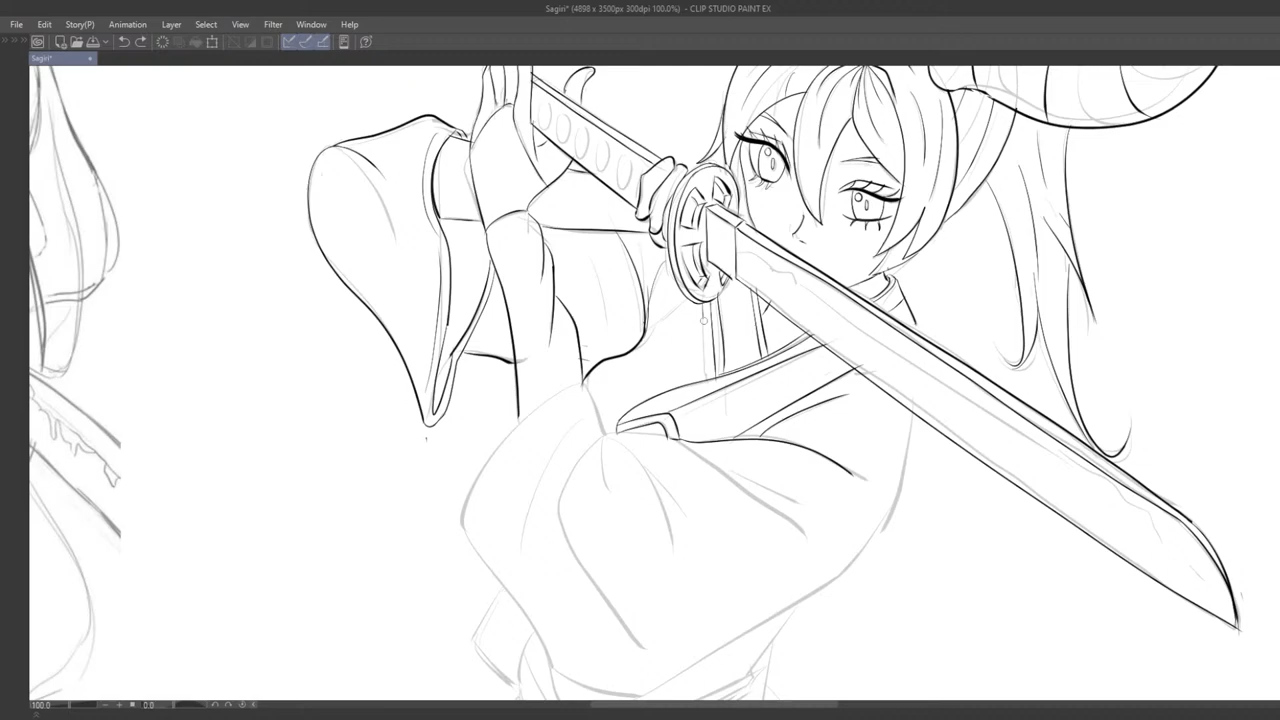 Sagiri* (4898 x 3500px 300dpi 100.0%) - CLIP STUDIO PAINT EX
File Edit Story(P) Animation Layer Select View Filter Window Help
Sagiri*
100.0 0:0